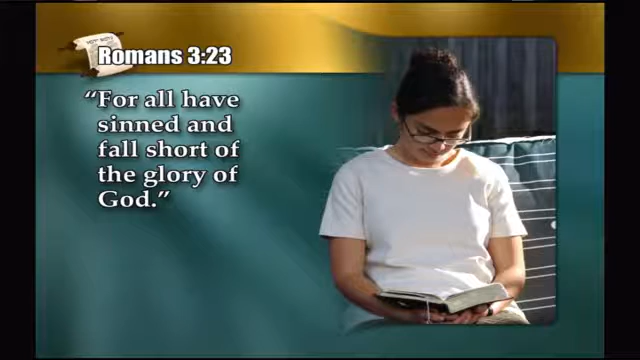 Romans 3:23
“For all have
sinned and
fall short of
the glory of
God.”